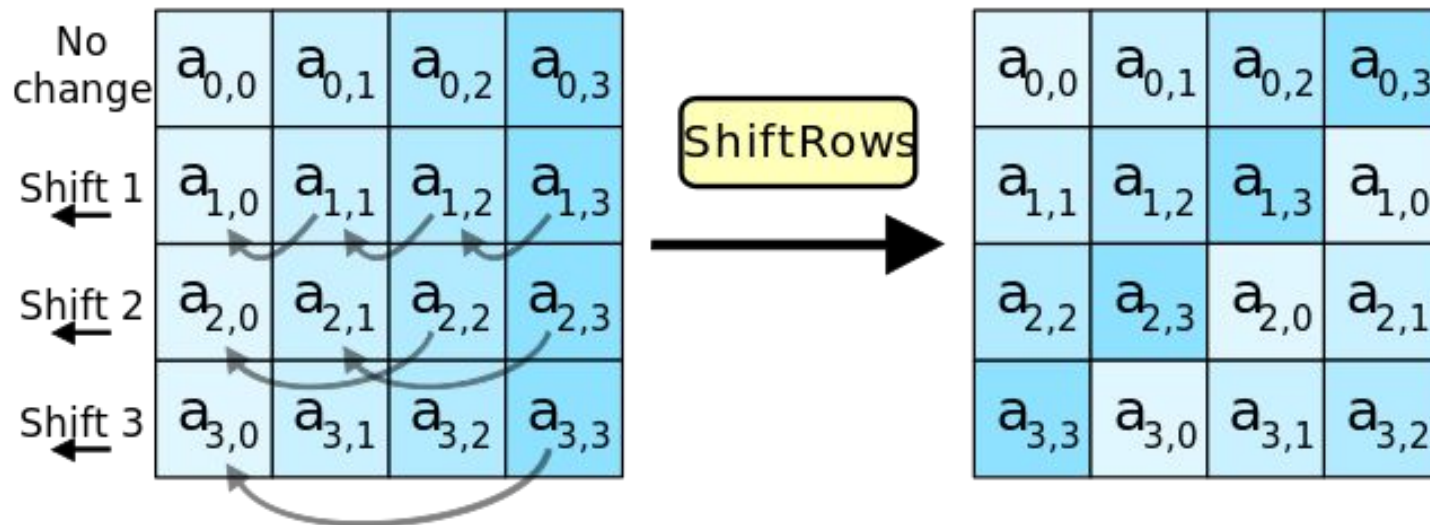 No
change
a0,0 a0,1 a0,2 a0,3
ShiftRows
a0,0 a0,1 a0,2 a0,3
Shift 1
a1,0 a1,1 a1,2 a1,3
a1,1 a1,2 a1,3 a1,0
Shift 2
a2,0 a2,1 a2,2 a2,3
a2,2 a2,3 a2,0 a2,1
Shift 3
a3,0 a3,1 a3,2 a3,3
a3,3 a3,0 a3,1 a3,2